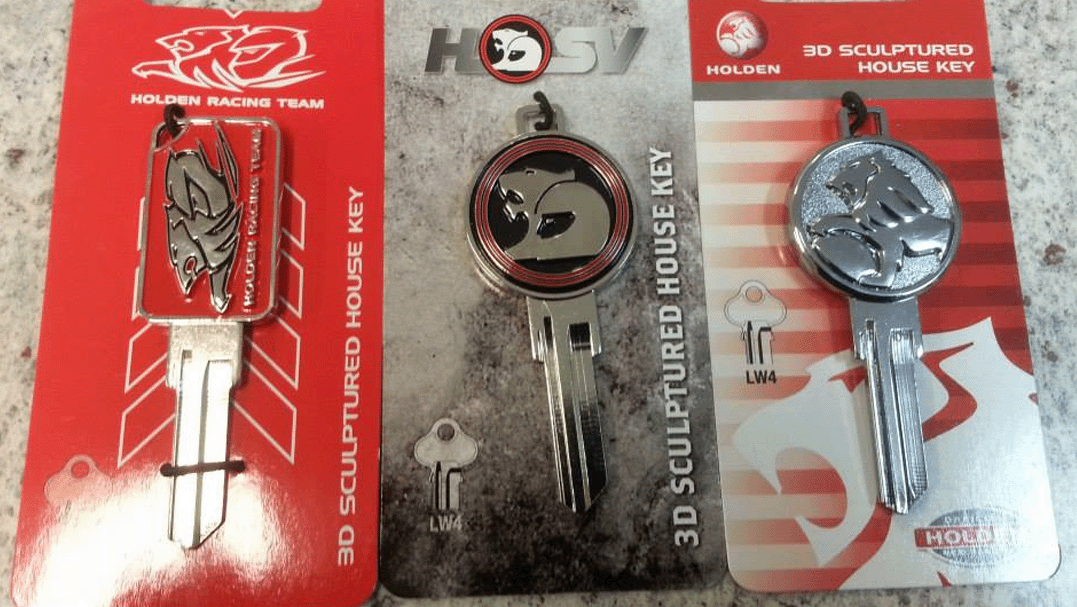 HOLDEN RACING TEAM
HOLDEN RACING TEAM
3D SCULPTURED HOUSE KEY
HSV
3D SCULPTURED HOUSE KEY
LW4
HOLDEN
3D SCULPTURED
HOUSE KEY
LW4
HOLDEN